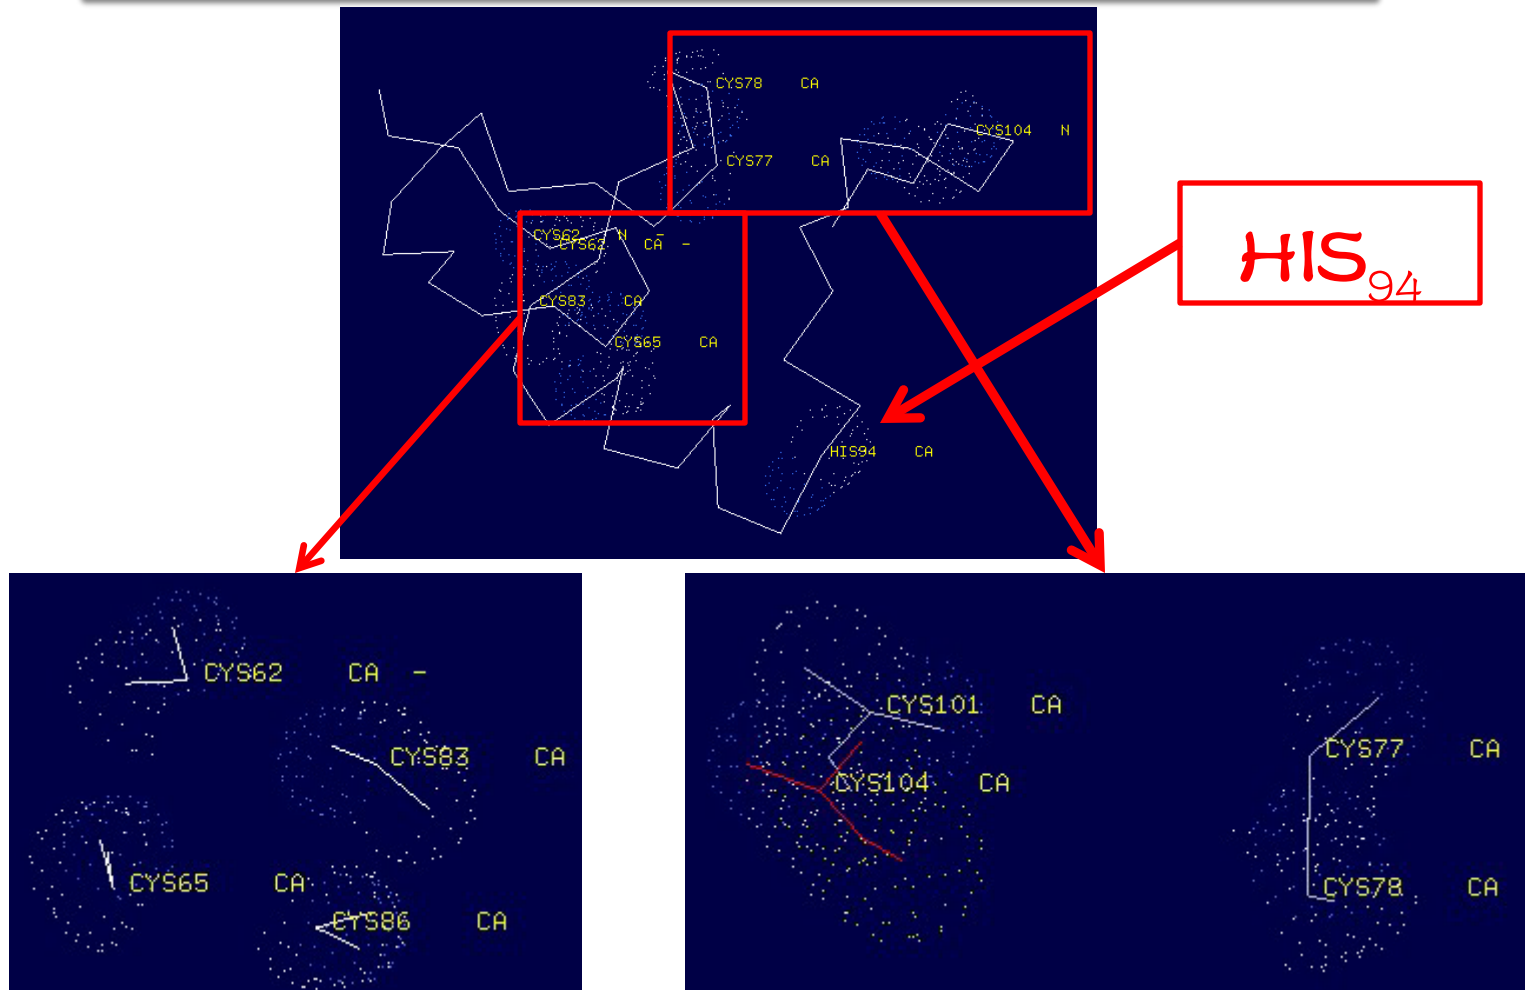 CYS78 CA
CYS104 N
CYS77 CA
CYS62 N -
CYS62 CA -
CYS83 CA
CYS65 CA
HIS94 CA
HIS94
CYS62 CA -
CYS83 CA
CYS65 CA
CYS86 CA
CYS101 CA
CYS104 CA
CYS77 CA
CYS78 CA